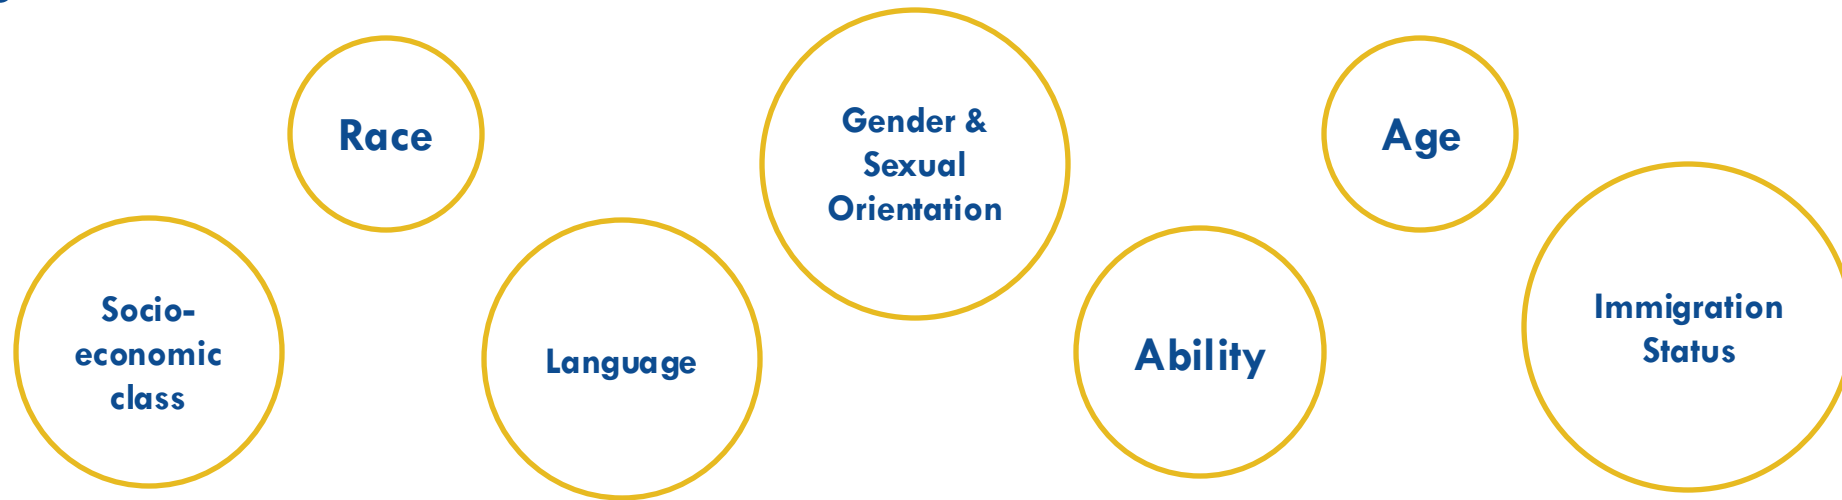 Socio-
economic
class
Race
Language
Gender &
Sexual
Orientation
Ability
Age
Immigration
Status